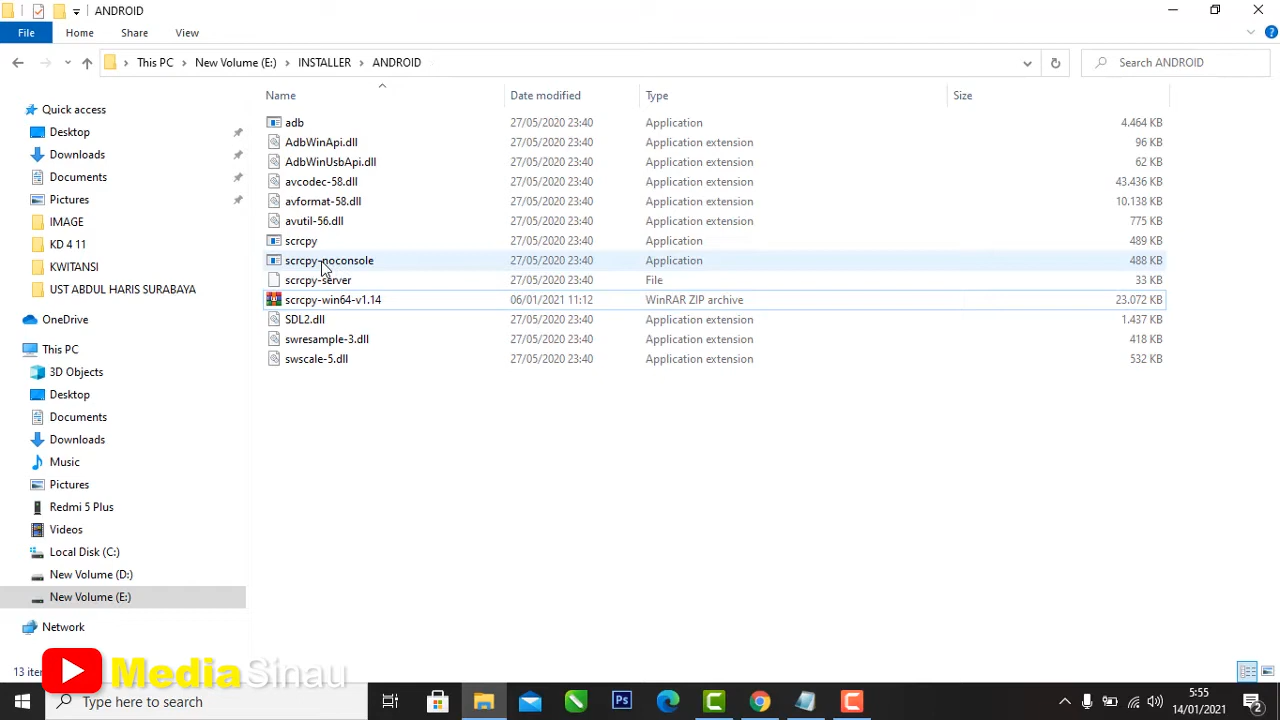 ANDROID
File Home Share View
This PC New Volume (E:) INSTALLER ANDROID Search ANDROID
Name Date modified Type Size
Quick access
Desktop
Downloads
Documents
Pictures
IMAGE
KD 4 11
KWITANSI
UST ABDUL HARIS SURABAYA
OneDrive
This PC
3D Objects
Desktop
Documents
Downloads
Music
Pictures
Redmi 5 Plus
Videos
Local Disk (C:)
New Volume (D:)
New Volume (E:)
Network
adb 27/05/2020 23:40 Application 4.464 KB
AdbWinApi.dll 27/05/2020 23:40 Application extension 96 KB
AdbWinUsbApi.dll 27/05/2020 23:40 Application extension 62 KB
avcodec-58.dll 27/05/2020 23:40 Application extension 43.436 KB
avformat-58.dll 27/05/2020 23:40 Application extension 10.138 KB
avutil-56.dll 27/05/2020 23:40 Application extension 775 KB
scrcpy 27/05/2020 23:40 Application 489 KB
scrcpy-noconsole 27/05/2020 23:40 Application 488 KB
scrcpy-server 27/05/2020 23:40 File 33 KB
scrcpy-win64-v1.14 06/01/2021 11:12 WinRAR ZIP archive 23.072 KB
SDL2.dll 27/05/2020 23:40 Application extension 1.437 KB
swresample-3.dll 27/05/2020 23:40 Application extension 418 KB
swscale-5.dll 27/05/2020 23:40 Application extension 532 KB
MediaSinau
Type here to search
Ps
5:55
14/01/2021
2